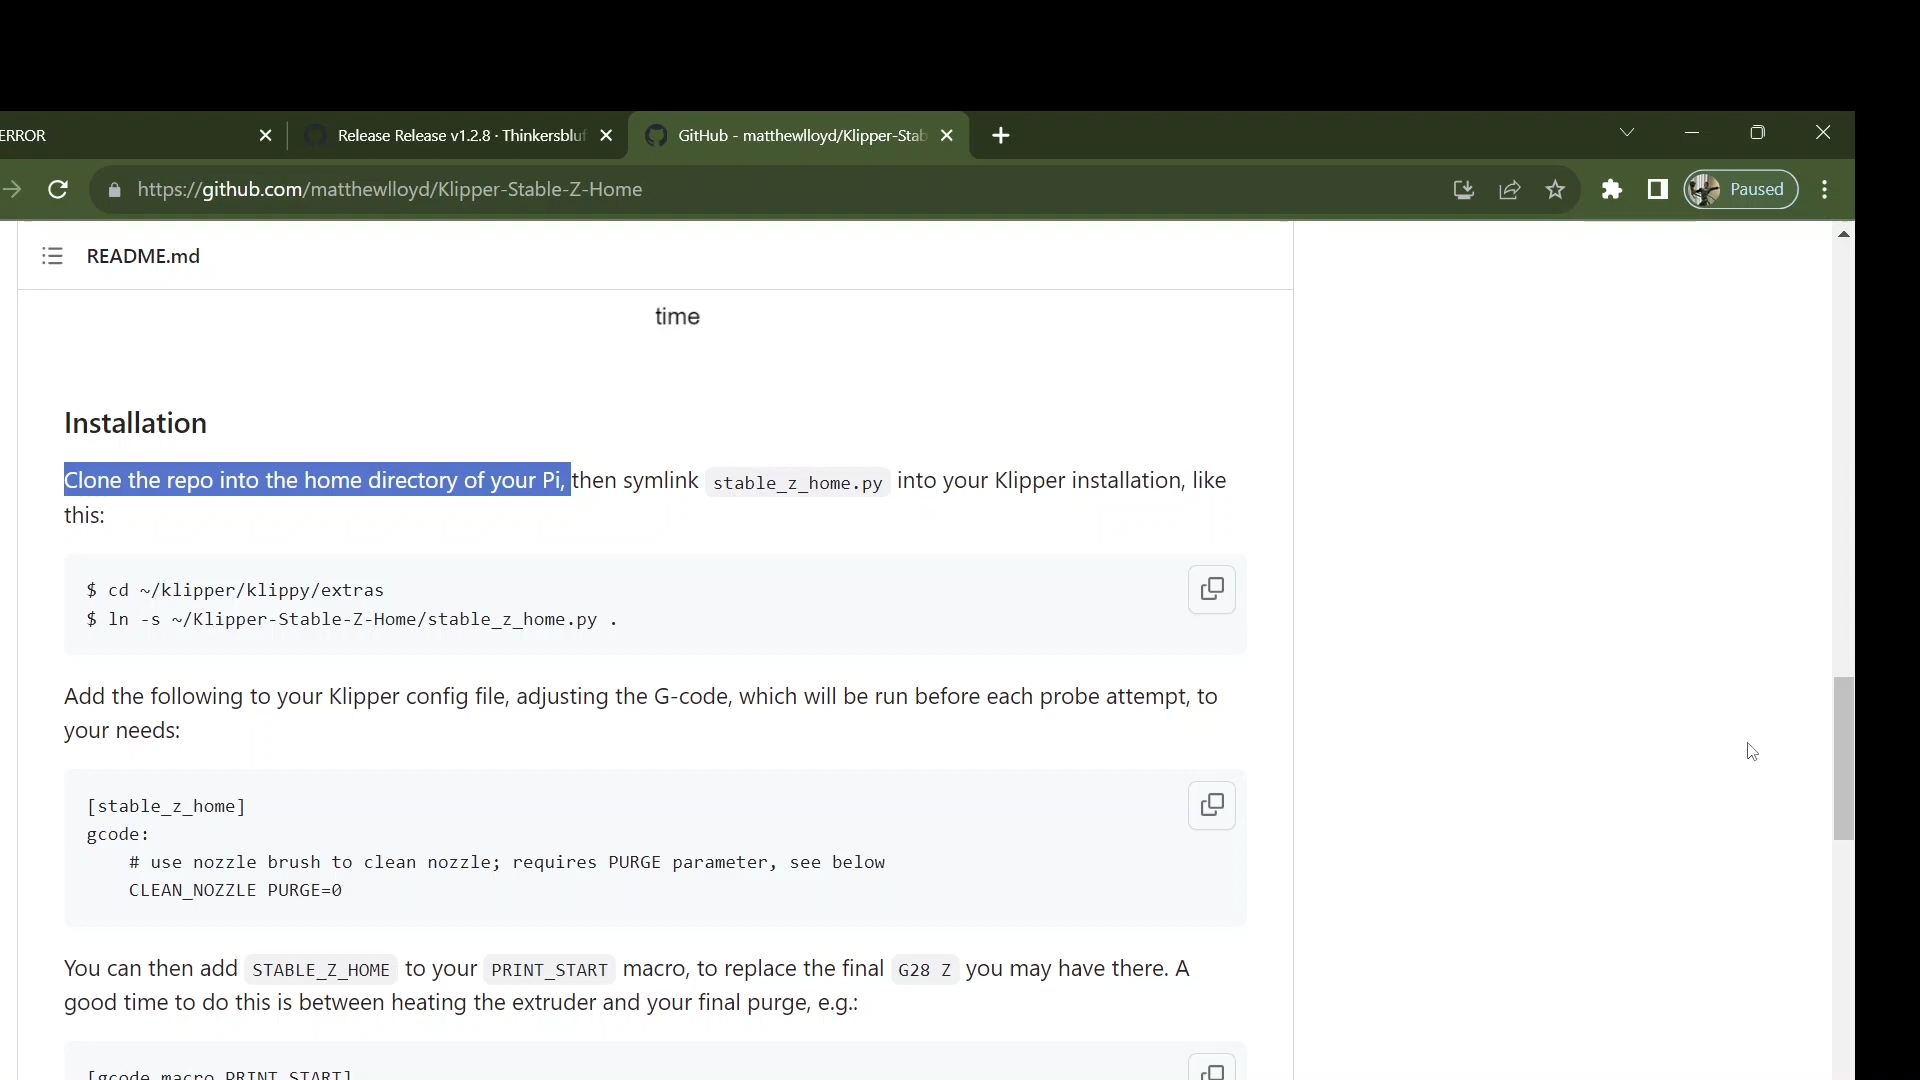 ERROR
Release Release v1.2.8 · Thinkersbluf
GitHub - matthewlloyd/Klipper-Stab
https://github.com/matthewlloyd/Klipper-Stable-Z-Home
Paused
README.md
time
Installation
Clone the repo into the home directory of your Pi, then symlink stable_z_home.py into your Klipper installation, like
this:
$ cd ~/klipper/klippy/extras
$ ln -s ~/Klipper-Stable-Z-Home/stable_z_home.py .
Add the following to your Klipper config file, adjusting the G-code, which will be run before each probe attempt, to
your needs:
[stable_z_home]
gcode:
# use nozzle brush to clean nozzle; requires PURGE parameter, see below
CLEAN_NOZZLE PURGE=0
You can then add STABLE_Z_HOME to your PRINT_START macro, to replace the final G28 Z you may have there. A
good time to do this is between heating the extruder and your final purge, e.g.:
[gcode_macro PRINT_START]